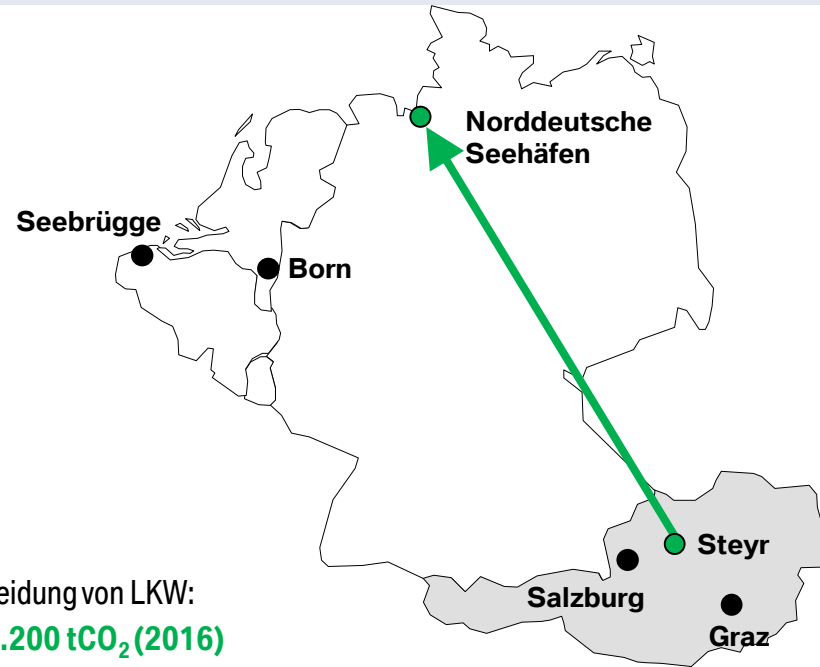 Norddeutsche
Seehäfen
Seebrügge
Born
Steyr
Salzburg
Graz
eidung von LKW:
.200 tCO₂ (2016)